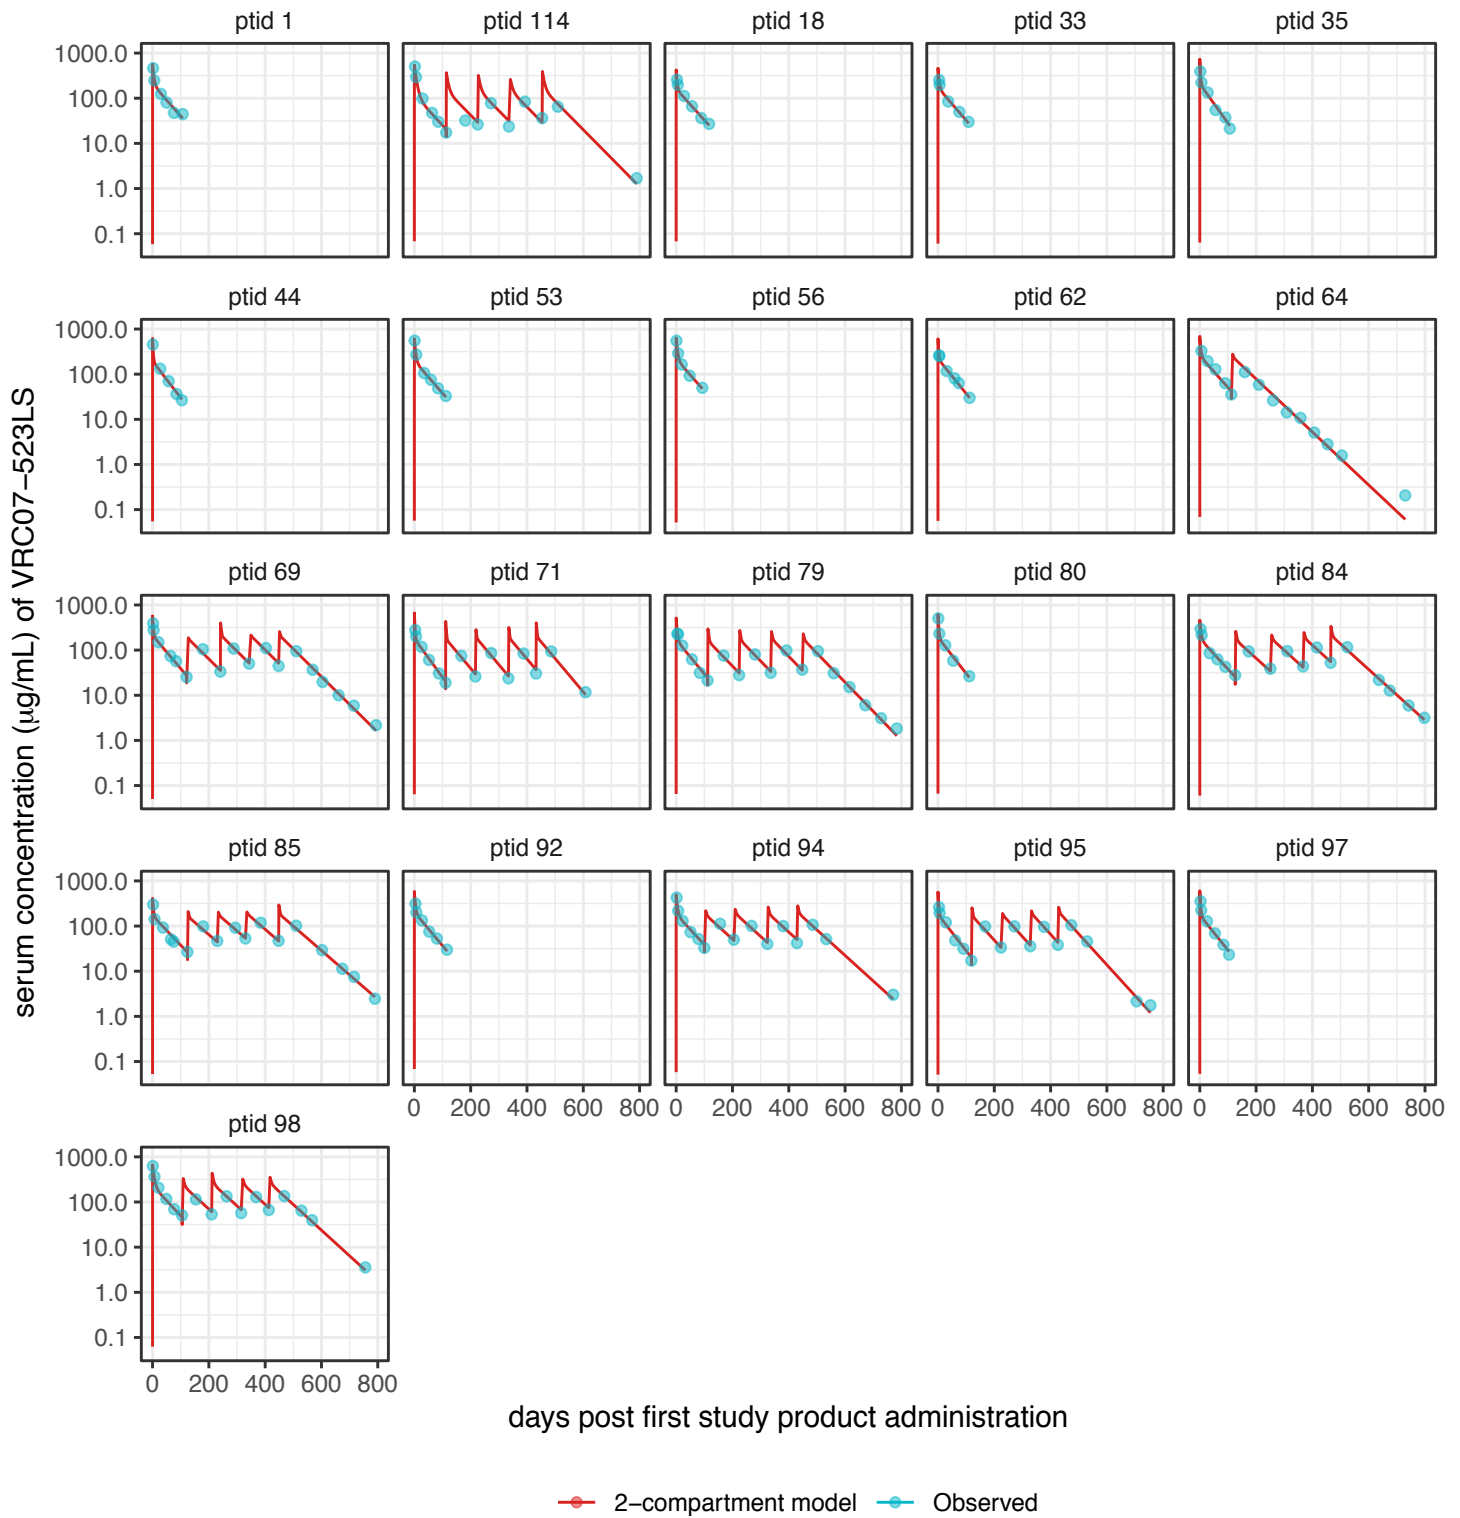 ptid 1 ptid 114 ptid 18 ptid 33 ptid 35
1000.0
100.0
10.0
1.0
0.1
ptid 44 ptid 53 ptid 56 ptid 62 ptid 64
1000.0
100.0
10.0
1.0
0.1
serum concentration (μg/mL) of VRC07−523LS
ptid 69 ptid 71 ptid 79 ptid 80 ptid 84
1000.0
100.0
10.0
1.0
0.1
ptid 85 ptid 92 ptid 94 ptid 95 ptid 97
1000.0
100.0
10.0
1.0
0.1
0 200 400 600 800 0 200 400 600 800 0 200 400 600 800 0 200 400 600 800
ptid 98
1000.0
100.0
10.0
1.0
0.1
0 200 400 600 800
days post first study product administration
2−compartment model Observed